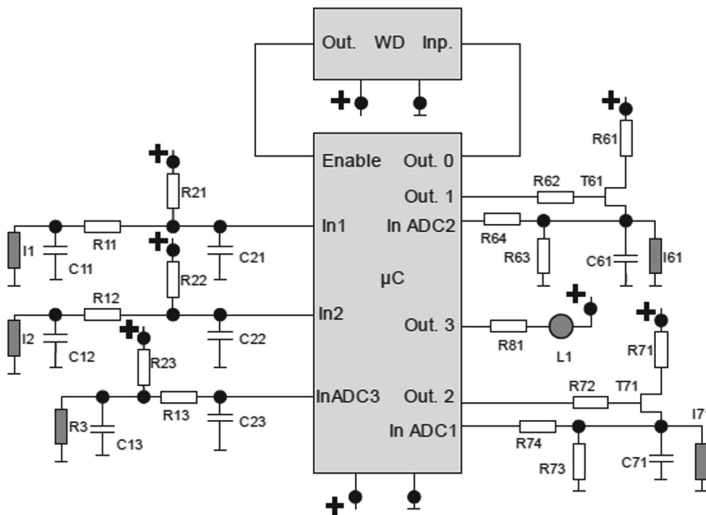 Out. WD Inp.
Enable Out. 0
R61
R21
Out. 1 R62 T61
In1 In ADC2
I1 R11 C21 R64 R63 C61 I61
C11
R22
µC
R12 In2
Out. 3
I2 C12 C22 R81 L1 R71
R23
InADC3 Out. 2 R72 T71
R3 R13 C23 In ADC1
C13 R74 R73 C71